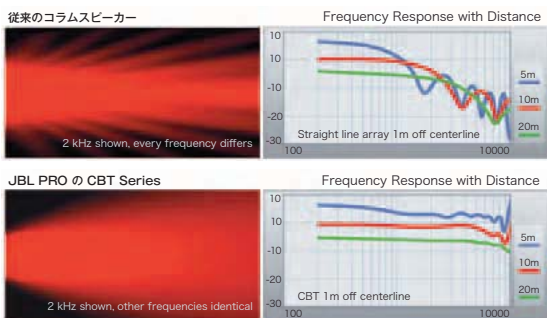 従来のコラムスピーカー
Frequency Response with Distance
2 kHz shown, every frequency differs
10
10
-10
-20
-30
Straight line array 1m off centerline
100
10000
5m
10m
20m
JBL PRO の CBT Series
Frequency Response with Distance
2 kHz shown, other frequencies identical
10
10
-10
-20
-30
CBT 1m off centerline
100
10000
5m
10m
20m